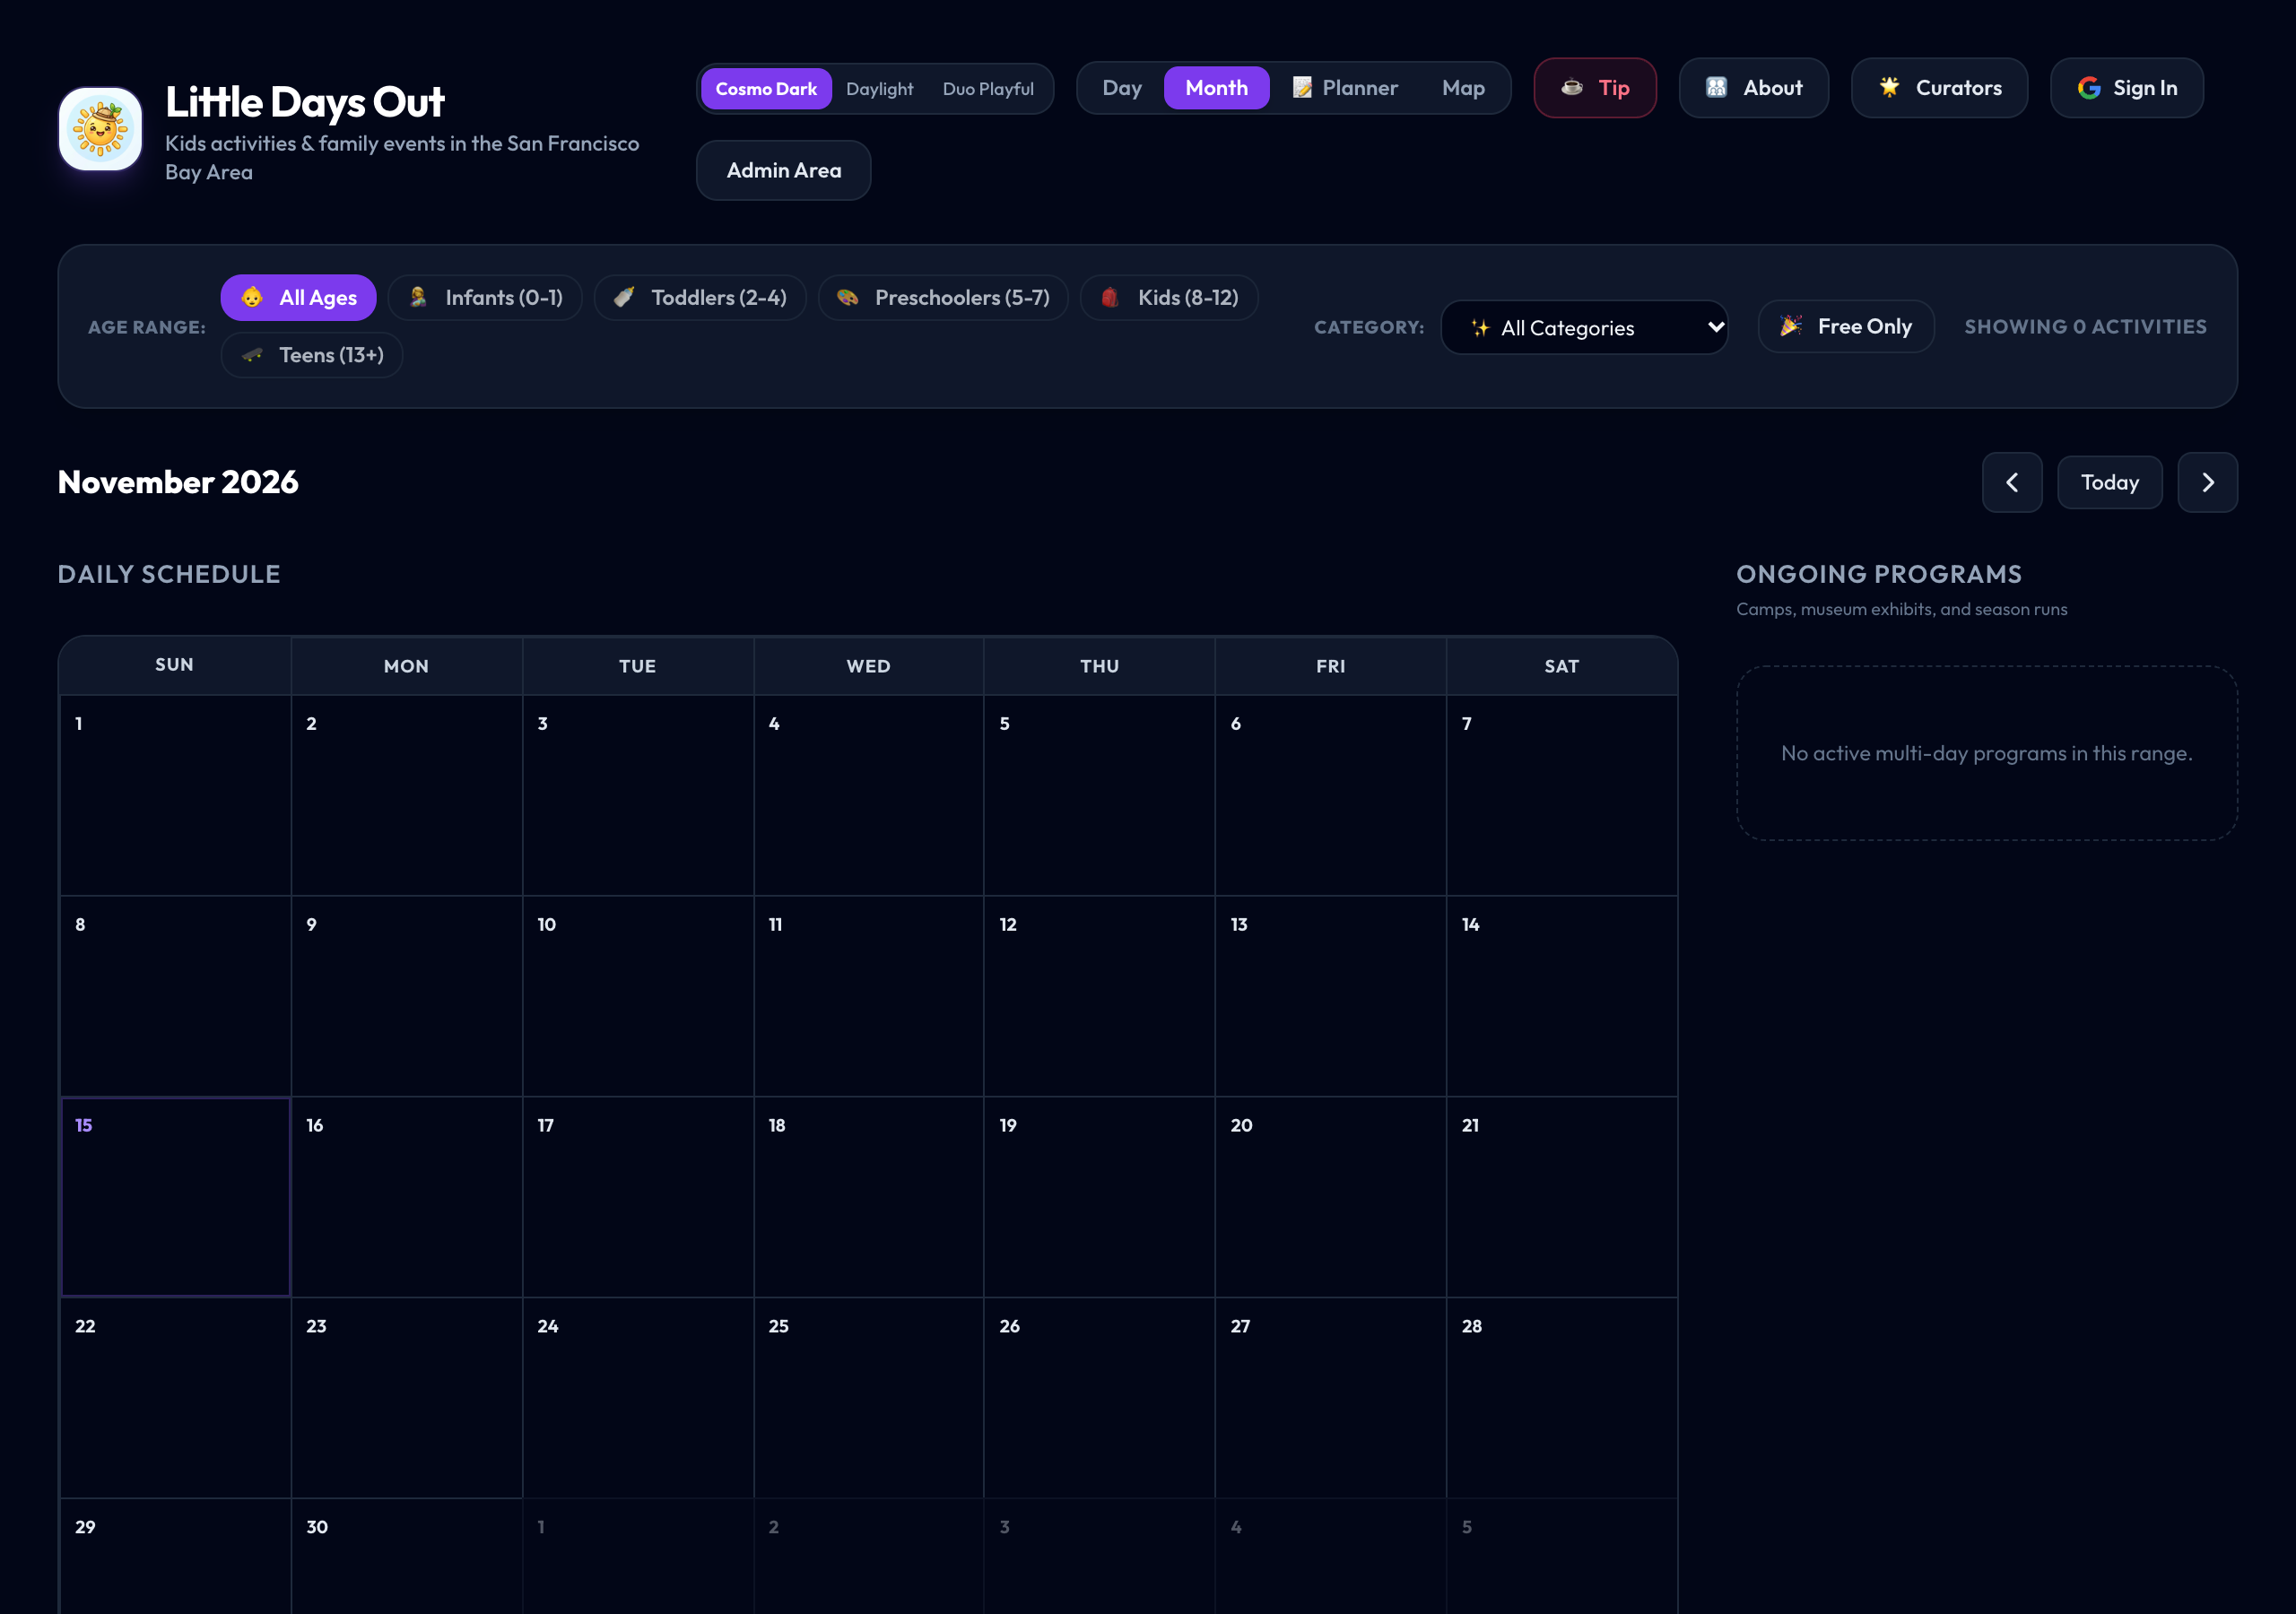 Little Days Out
Kids activities & family events in the San Francisco
Bay Area
Cosmo Dark Daylight Duo Playful
Day Month Planner Map
Tip
About
Curators
Sign In
Admin Area
AGE RANGE:
All Ages
Infants (0-1)
Toddlers (2-4)
Preschoolers (5-7)
Kids (8-12)
Teens (13+)
CATEGORY:
All Categories
Free Only
SHOWING 0 ACTIVITIES
November 2026
Today
DAILY SCHEDULE
SUN MON TUE WED THU FRI SAT
1 2 3 4 5 6 7
8 9 10 11 12 13 14
15 16 17 18 19 20 21
22 23 24 25 26 27 28
29 30 1 2 3 4 5
ONGOING PROGRAMS
Camps, museum exhibits, and season runs
No active multi-day programs in this range.